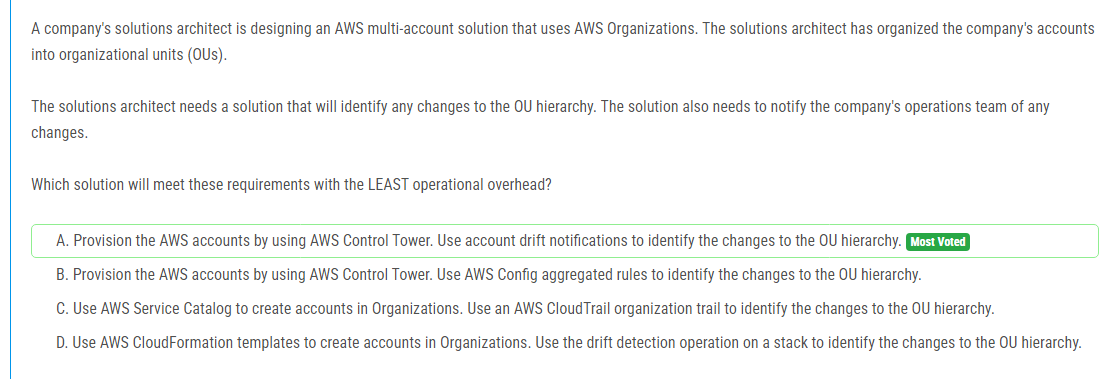 A company's solutions architect is designing an AWS multi-account solution that uses AWS Organizations. The solutions architect has organized the company's accounts
into organizational units (OUs).
The solutions architect needs a solution that will identify any changes to the OU hierarchy. The solution also needs to notify the company's operations team of any
changes.
Which solution will meet these requirements with the LEAST operational overhead?
A. Provision the AWS accounts by using AWS Control Tower. Use account drift notifications to identify the changes to the OU hierarchy. Most Voted
B. Provision the AWS accounts by using AWS Control Tower. Use AWS Config aggregated rules to identify the changes to the OU hierarchy.
C. Use AWS Service Catalog to create accounts in Organizations. Use an AWS CloudTrail organization trail to identify the changes to the OU hierarchy.
D. Use AWS CloudFormation templates to create accounts in Organizations. Use the drift detection operation on a stack to identify the changes to the OU hierarchy.